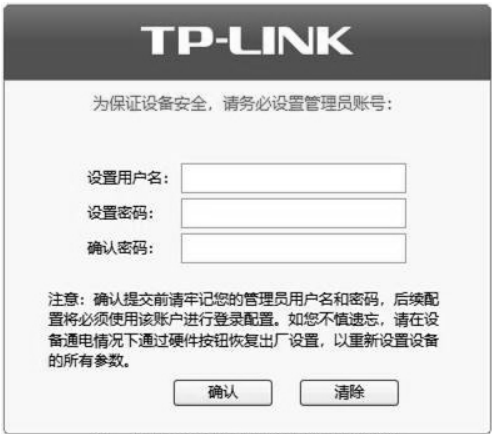 TP-LINK
为保证设备安全，请务必设置管理员账号：
设置用户名：
设置密码：
确认密码：
注意：确认提交前请牢记您的管理员用户名和密码，后续配
置将必须使用该账户进行登录配置。如您不慎遗忘，请在设
备通电情况下通过硬件按钮恢复出厂设置，以重新设置设备
的所有参数。
确认 清除